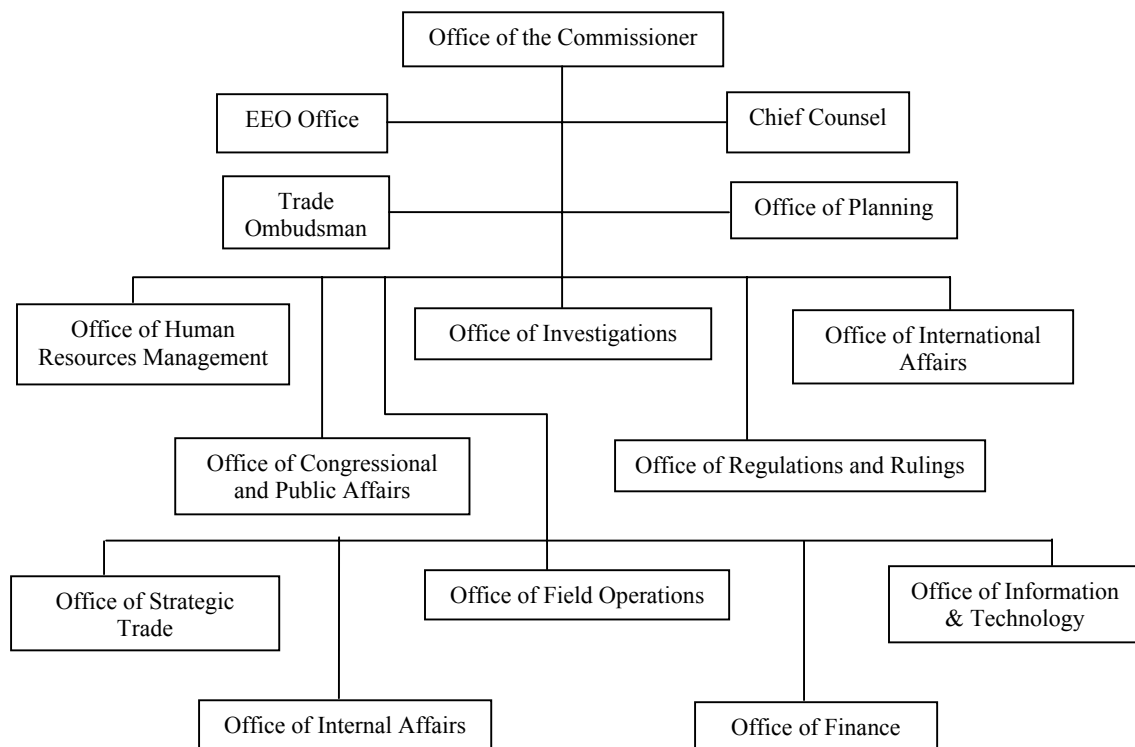 Office of the Commissioner
EEO Office
Chief Counsel
Trade
Ombudsman
Office of Planning
Office of Human
Resources Management
Office of Investigations
Office of International
Affairs
Office of Congressional
and Public Affairs
Office of Regulations and Rulings
Office of Strategic
Trade
Office of Field Operations
Office of Information
& Technology
Office of Internal Affairs
Office of Finance